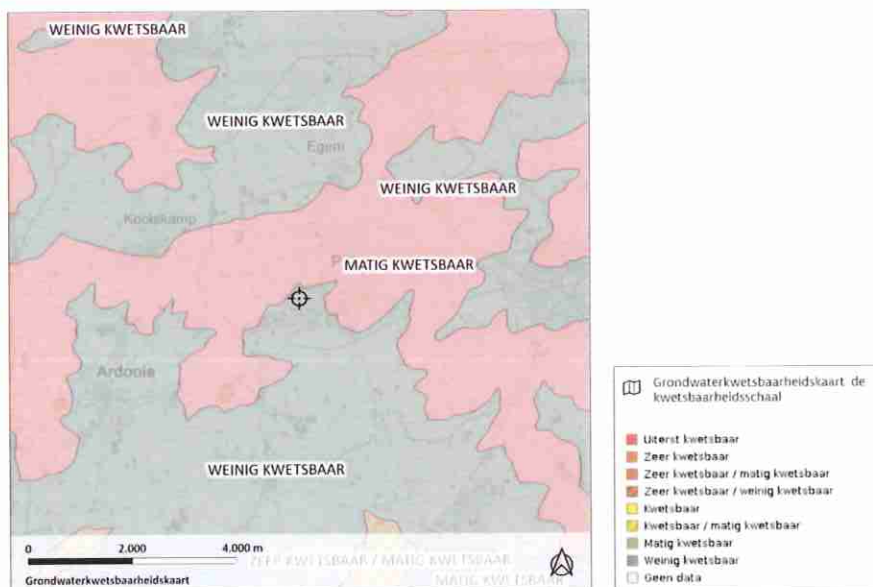 WEINIG KWETSBAAR
WEINIG KWETSBAAR
Egem
WEINIG KWETSBAAR
Koolskamp
MATIG KWETSBAAR
Ardooie
WEINIG KWETSBAAR
0 2.000 4.000 m
ZEER KWETSBAAR / MATIG KWETSBAAR
Grondwaterkwetsbaarheidskaart
MATIG KWETSBAAR
Grondwaterkwetsbaarheidskaart de
kwetsbaarheidsschaal
Uiterst kwetsbaar
Zeer kwetsbaar
Zeer kwetsbaar / matig kwetsbaar
Zeer kwetsbaar / weinig kwetsbaar
Kwetsbaar
kwetsbaar / matig kwetsbaar
Matig kwetsbaar
Weinig kwetsbaar
Geen data